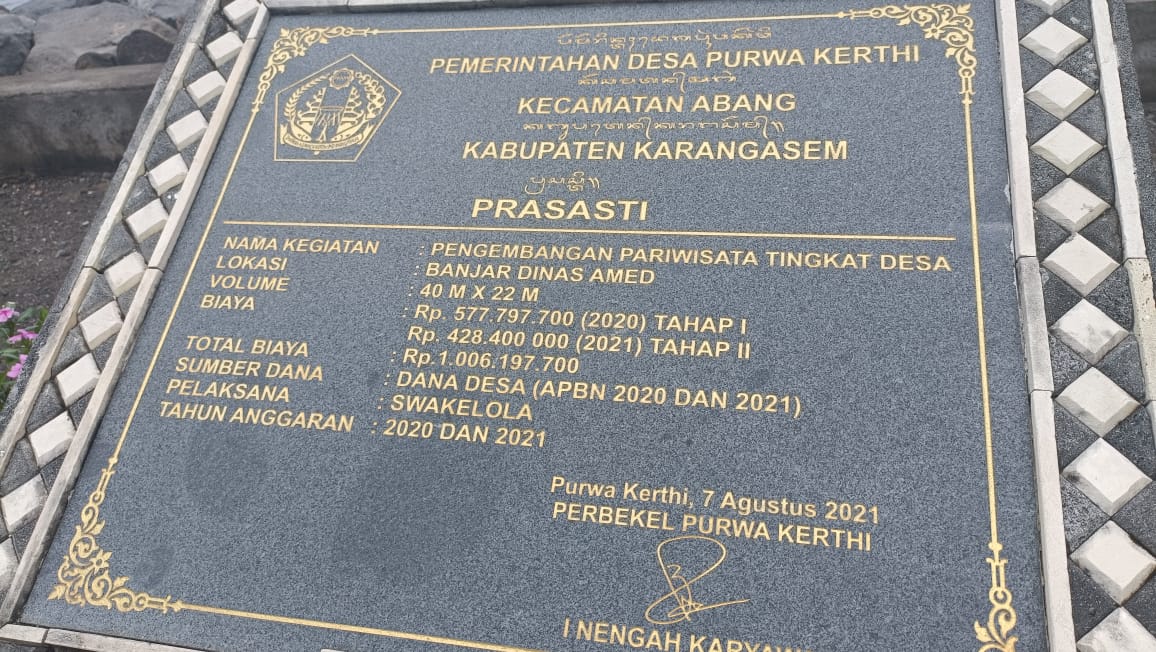 PEMERINTAHAN DESA PURWA KERTHI
KECAMATAN ABANG
KABUPATEN KARANGASEM
PRASASTI
NAMA KEGIATAN : PENGEMBANGAN PARIWISATA TINGKAT DESA
LOKASI : BANJAR DINAS AMED
VOLUME : 40 M X 22 M
BIAYA : Rp. 577.797.700 (2020) TAHAP I
Rp. 428.400 000 (2021) TAHAP II
TOTAL BIAYA : Rp.1.006.197.700
SUMBER DANA : DANA DESA (APBN 2020 DAN 2021)
PELAKSANA : SWAKELOLA
TAHUN ANGGARAN : 2020 DAN 2021
Purwa Kerthi, 7 Agustus 2021
PERBEKEL PURWA KERTHI
I NENGAH